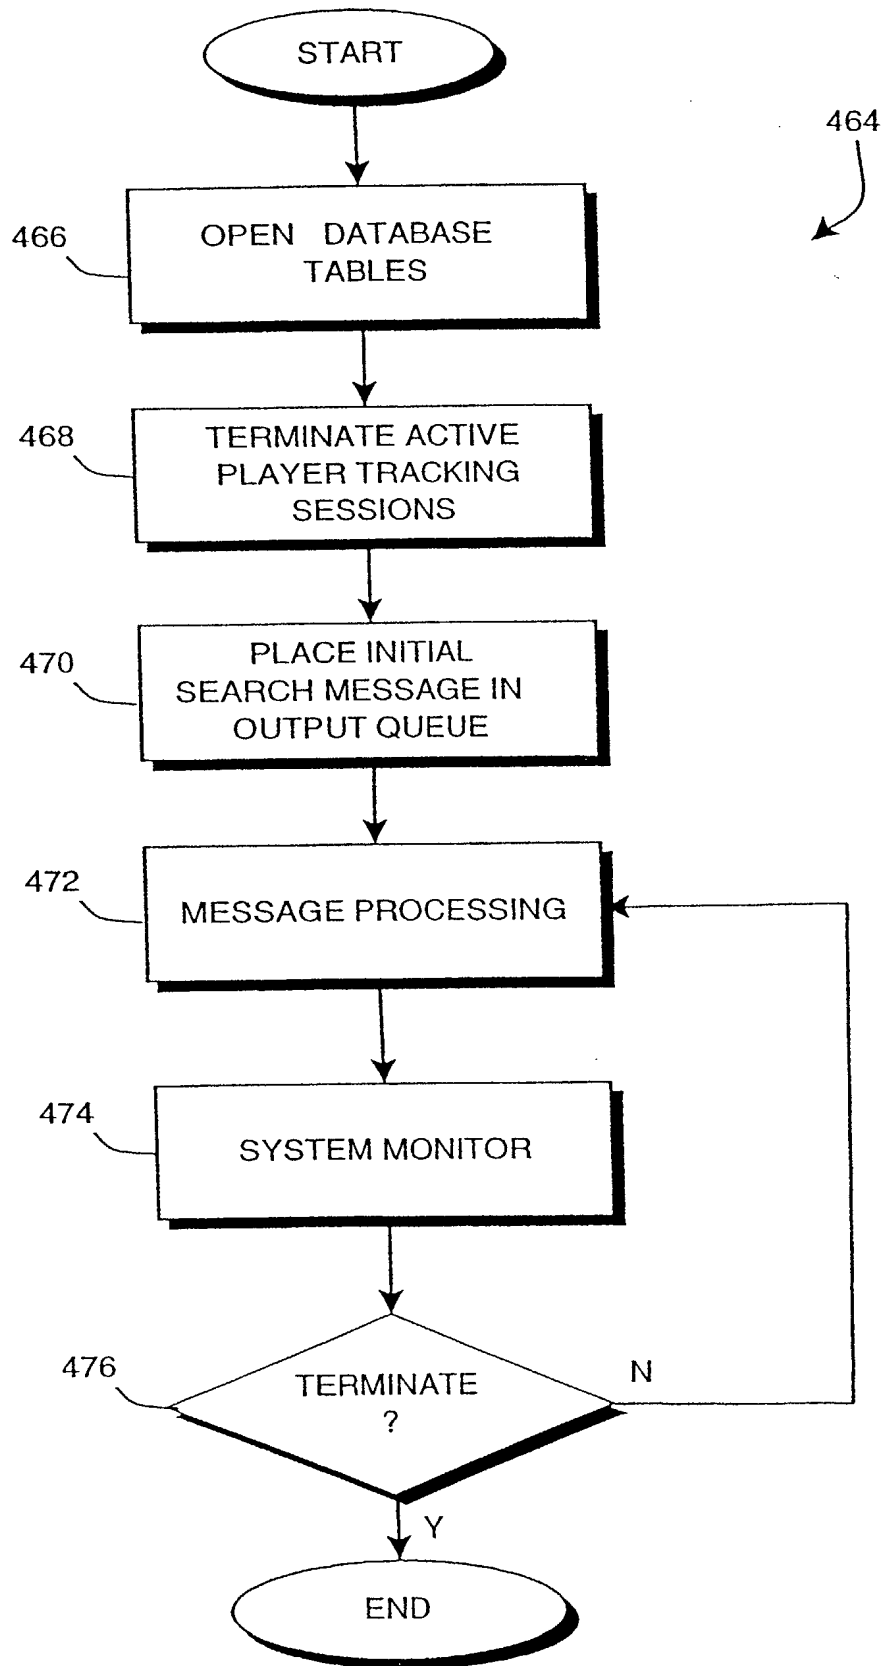 START
464
466
OPEN DATABASE
TABLES
468
TERMINATE ACTIVE
PLAYER TRACKING
SESSIONS
470
PLACE INITIAL
SEARCH MESSAGE IN
OUTPUT QUEUE
472
MESSAGE PROCESSING
474
SYSTEM MONITOR
476
TERMINATE
?
N
Y
END